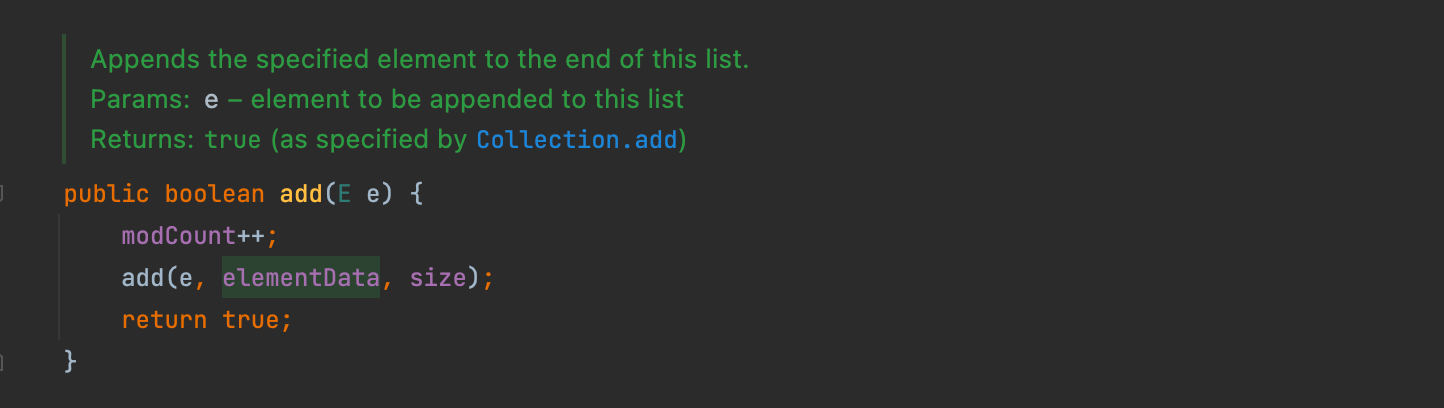 Appends the specified element to the end of this list.
Params: e – element to be appended to this list
Returns: true (as specified by Collection.add)
public boolean add(E e) {
    modCount++;
    add(e, elementData, size);
    return true;
}